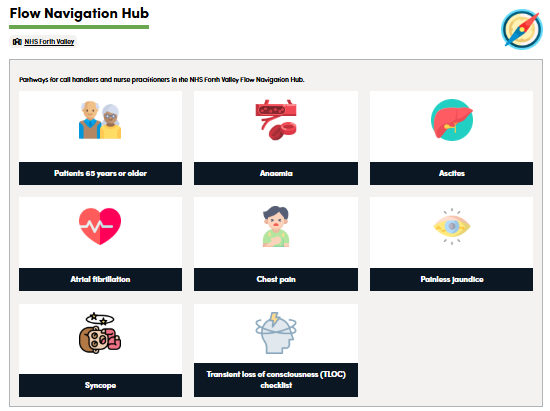 Flow Navigation Hub
NHS Forth Valley
Pathways for call handlers and nurse practitioners in the NHS Forth Valley Flow Navigation Hub.
Patients 65 years or older
Anaemia
Ascites
Atrial fibrillation
Chest pain
Painless jaundice
Syncope
Transient loss of consciousness (TLOC)
checklist